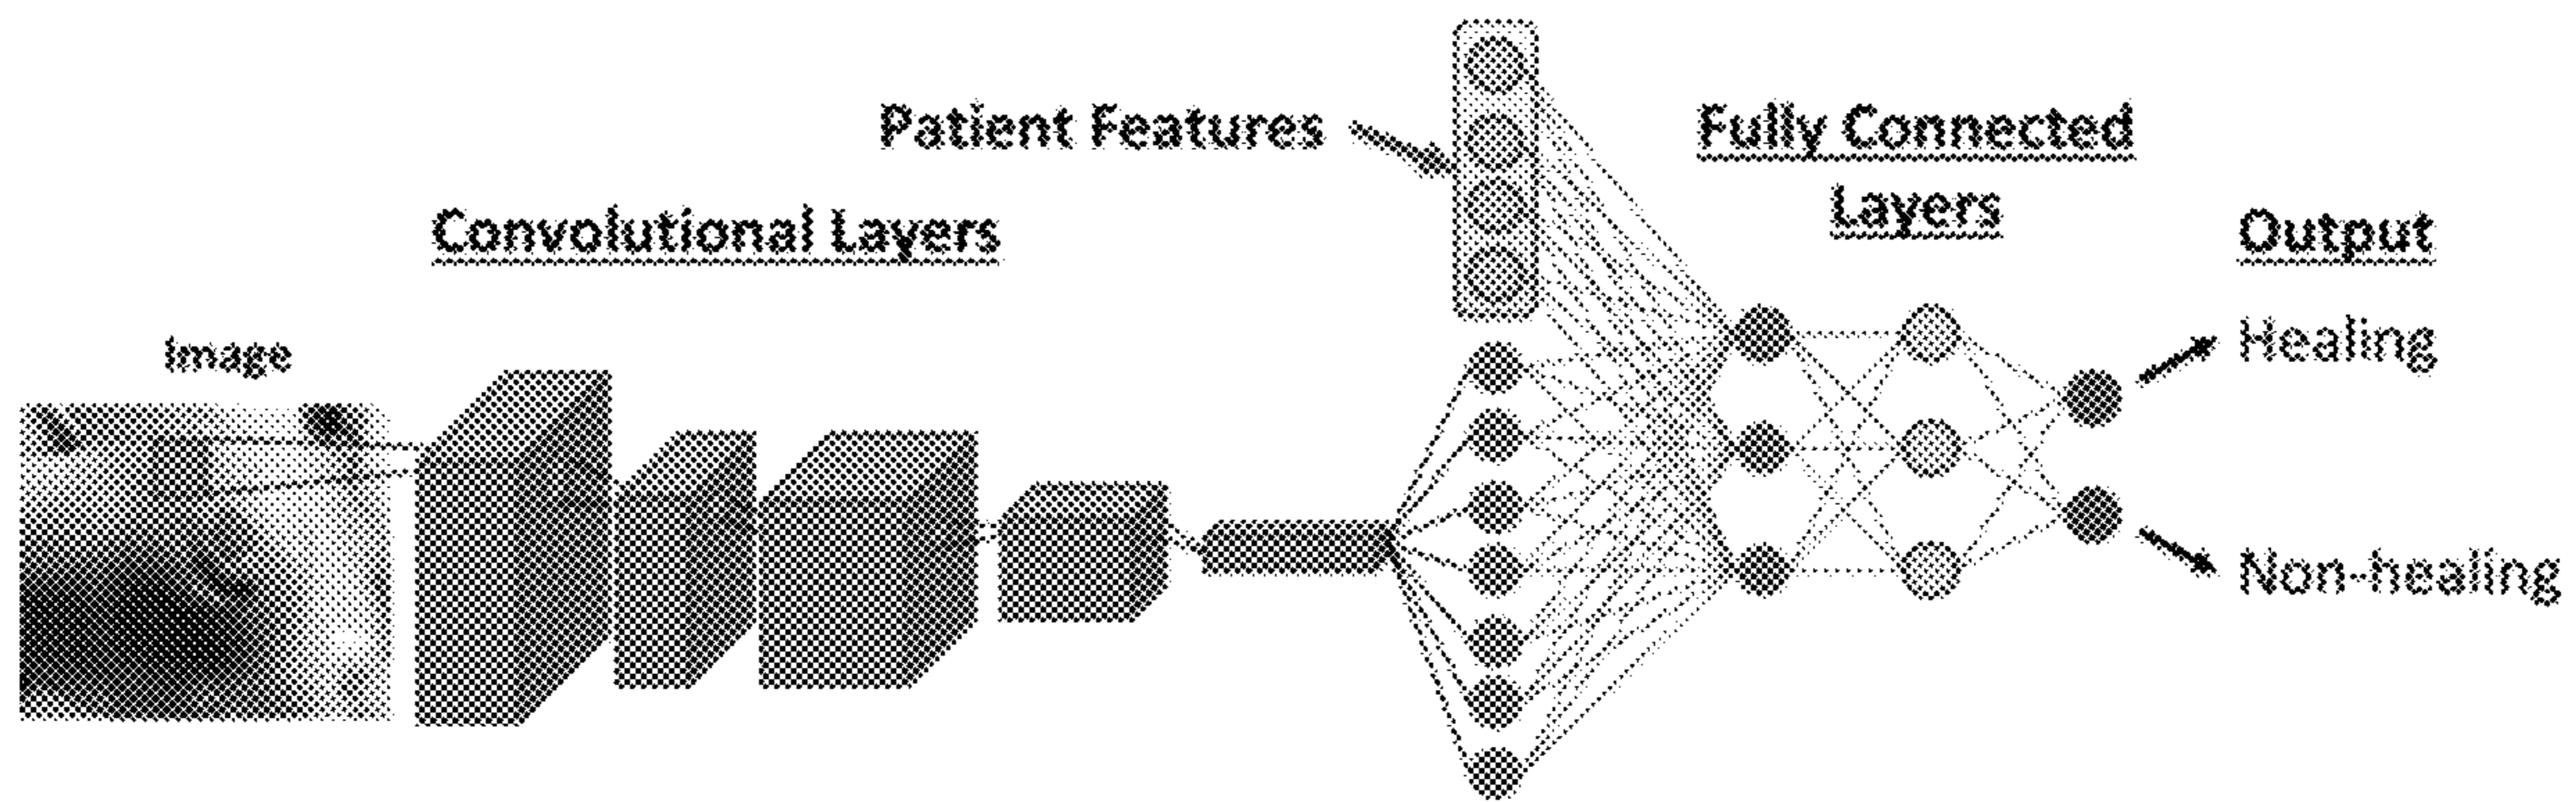 Patient Features
Fully Connected
Layers
Convolutional Layers
Output
Image
Healing
Non-healing